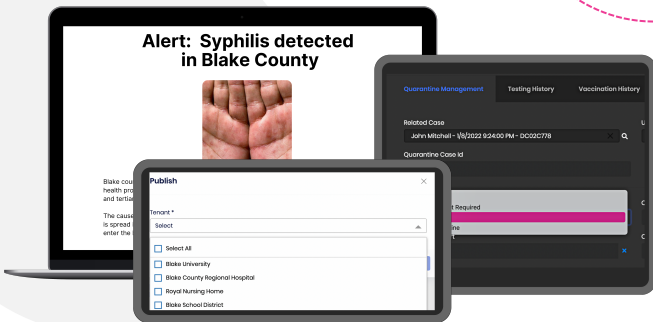 Alert: Syphilis detected
in Blake County
Blake cou
health pro
and tertia
The cause
is spread
enter the
Quarantine Management
Testing History
Vaccination History
Related Case
John Mitchell - 1/6/2022 9:24:00 PM - DC02C778
Quarantine Case Id
t Required
ine
Publish
Tenant *
Select
Select All
Blake University
Blake County Regional Hospital
Royal Nursing Home
Blake School District